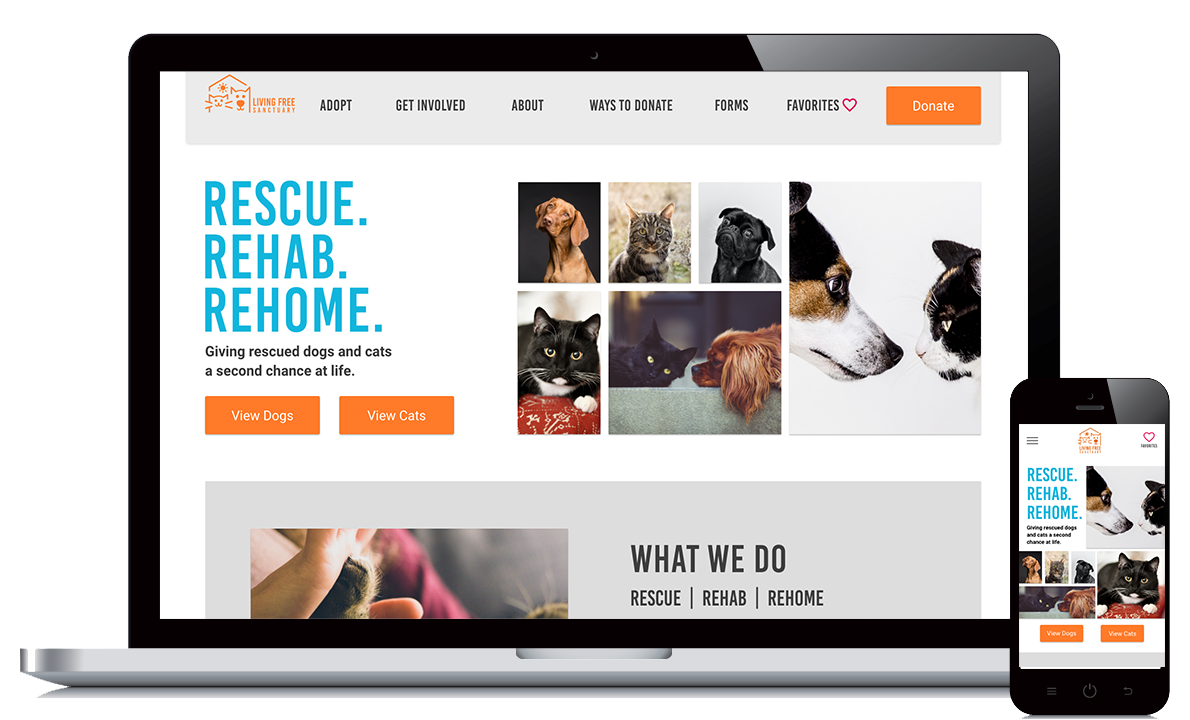 LIVING FREE
SANCTUARY
ADOPT
GET INVOLVED
ABOUT
WAYS TO DONATE
FORMS
FAVORITES
Donate
RESCUE.
REHAB.
REHOME.
Giving rescued dogs and cats
a second chance at life.
View Dogs
View Cats
WHAT WE DO
RESCUE | REHAB | REHOME
LIVING FREE
SANCTUARY
FAVORITES
RESCUE.
REHAB.
REHOME.
Giving rescued dogs
and cats a second
chance at life.
View Dogs
View Cats